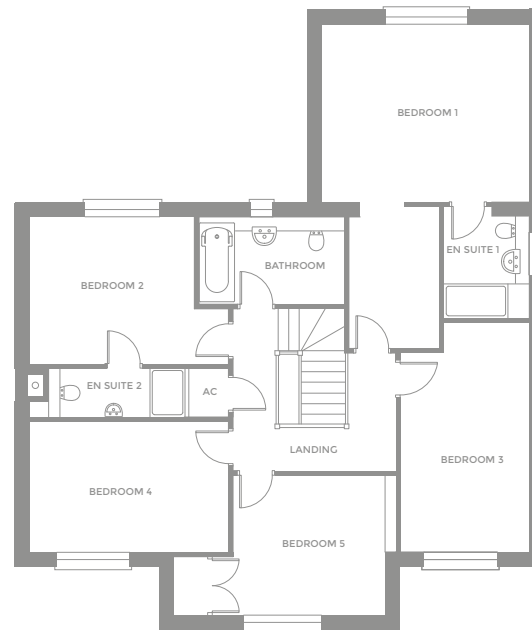 BEDROOM 1
EN SUITE 1
BATHROOM
BEDROOM 2
EN SUITE 2
AC
LANDING
BEDROOM 3
BEDROOM 4
BEDROOM 5